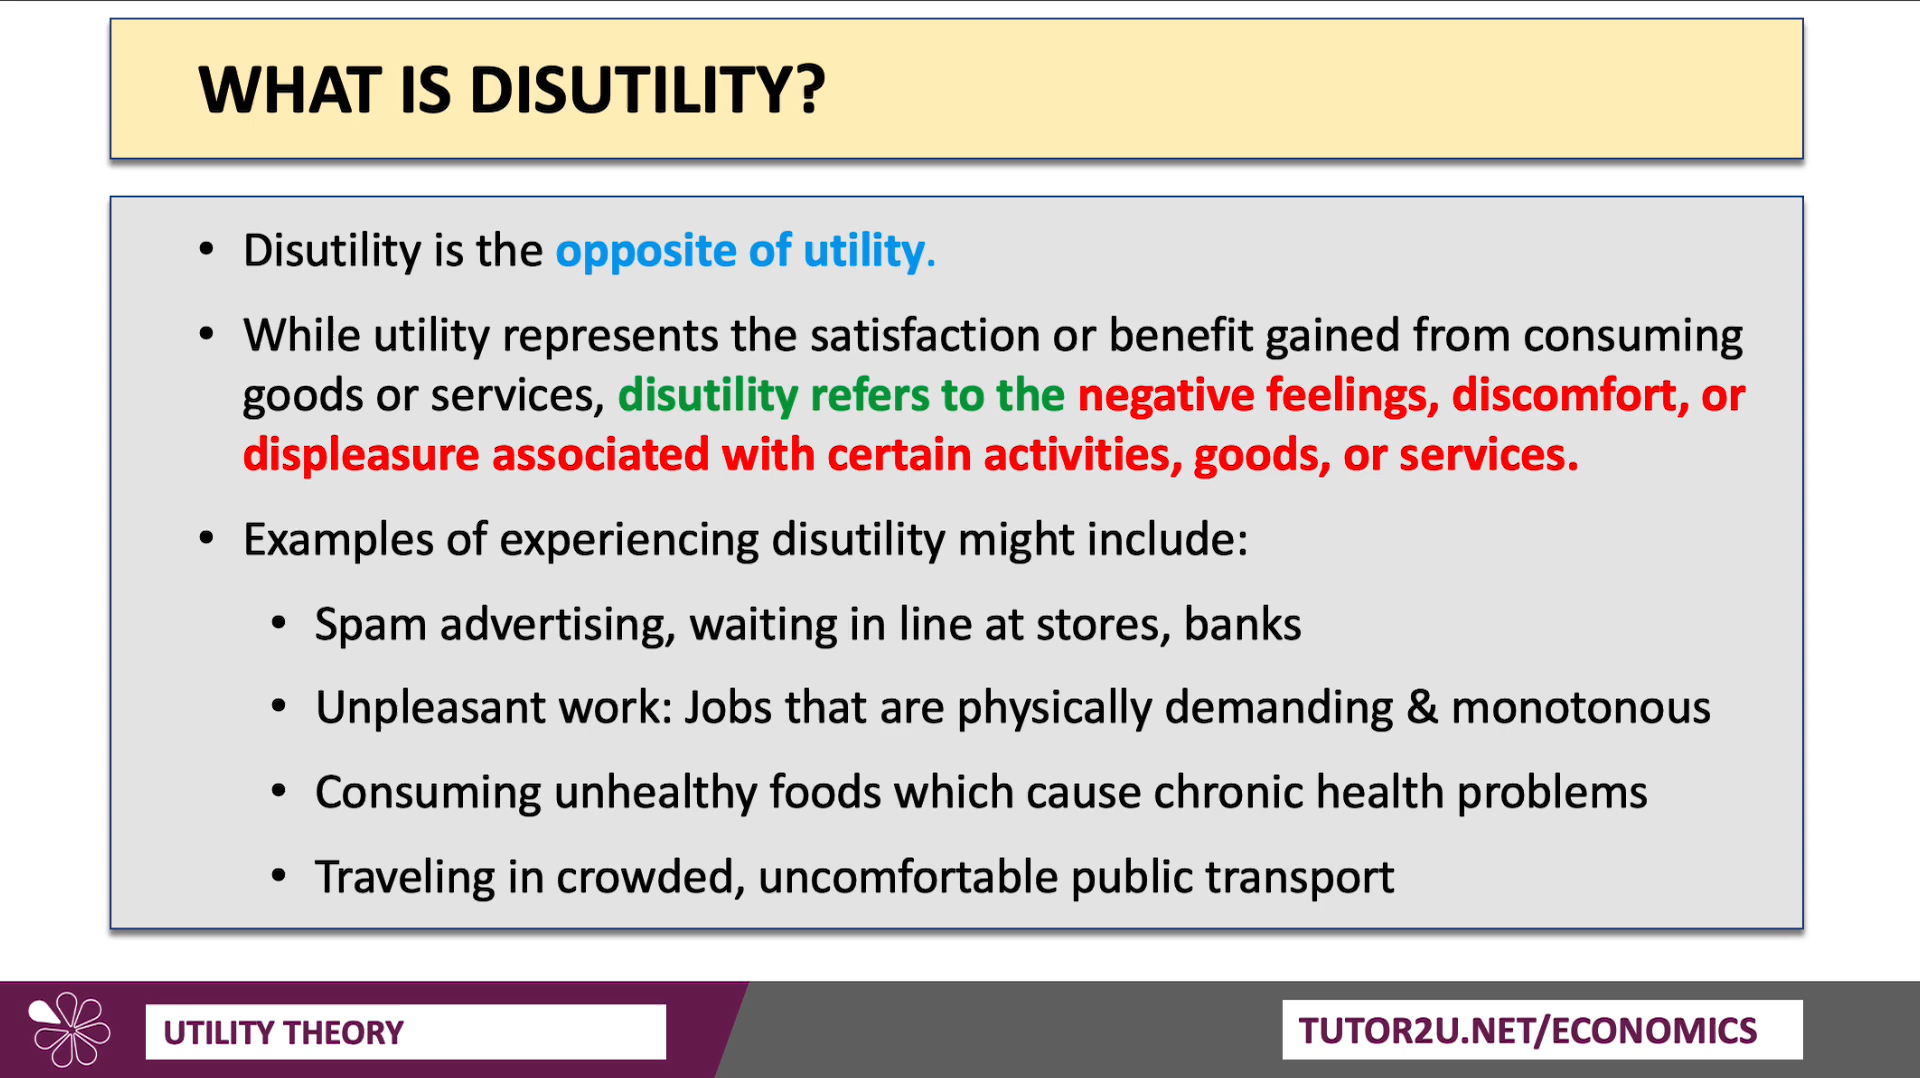 WHAT IS DISUTILITY?
• Disutility is the opposite of utility.
• While utility represents the satisfaction or benefit gained from consuming
goods or services, disutility refers to the negative feelings, discomfort, or
displeasure associated with certain activities, goods, or services.
• Examples of experiencing disutility might include:
• Spam advertising, waiting in line at stores, banks
• Unpleasant work: Jobs that are physically demanding & monotonous
• Consuming unhealthy foods which cause chronic health problems
• Traveling in crowded, uncomfortable public transport
UTILITY THEORY
TUTOR2U.NET/ECONOMICS